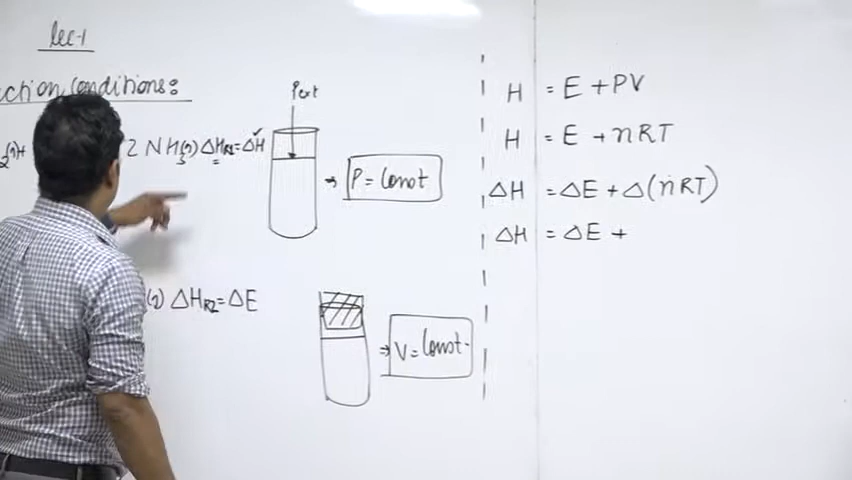 Lec-1
ction Conditions:
2(g)+
2 NH3(g) ΔHR1=ΔH ✓
Pext
P = Const
(g) ΔHR2=ΔE
V = Const.
H = E + PV
H = E + nRT
ΔH = ΔE + Δ(nRT)
ΔH = ΔE +